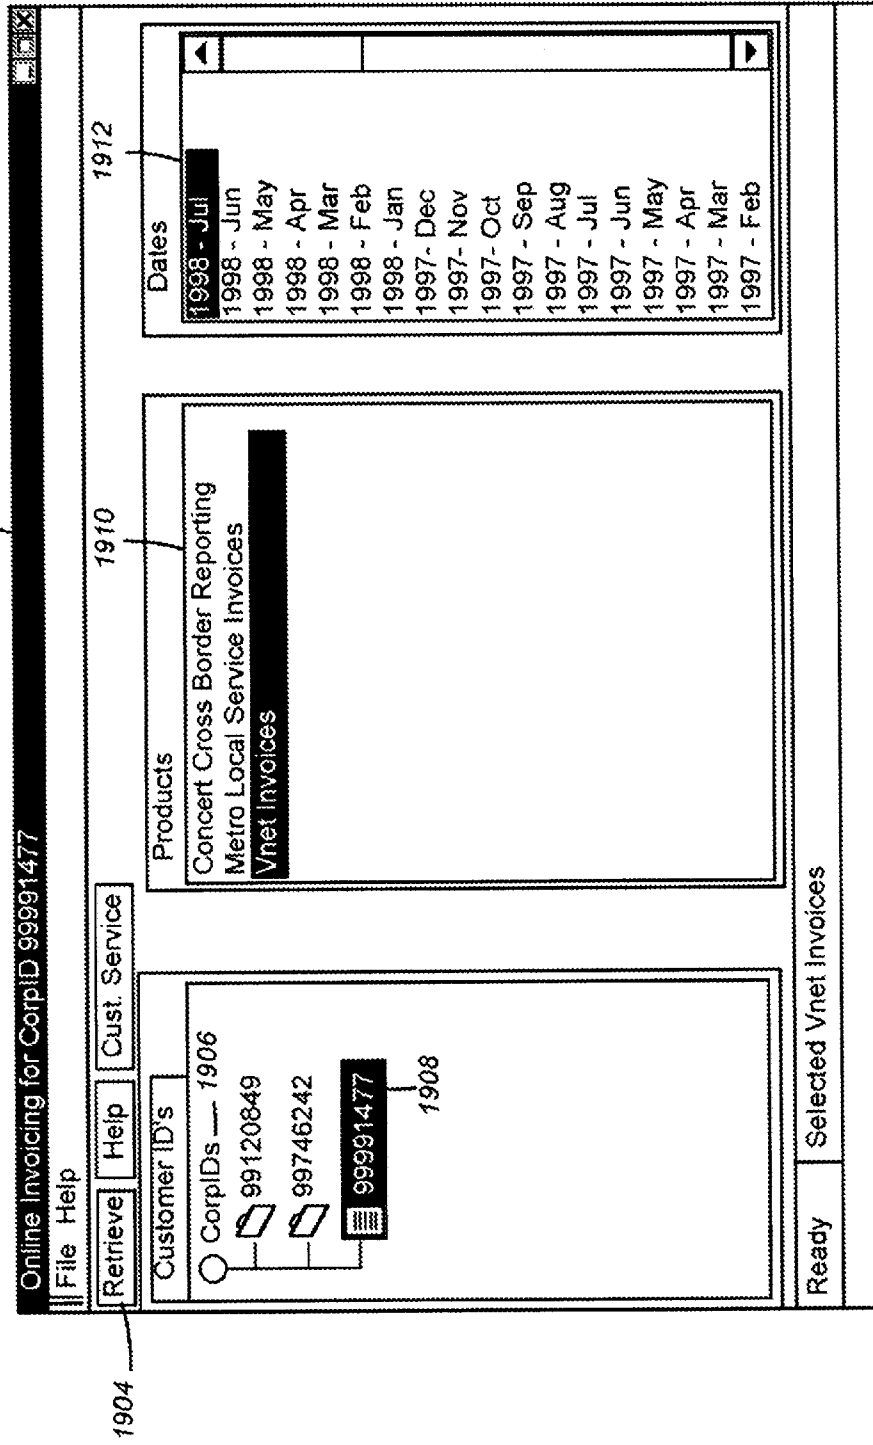 Online Invoicing for CorpID 99991477
File Help
Retrieve Help Cust. Service
1904
1910
1912
Customer ID's
CorpIDs 1906
99120849
99746242
99991477
1908
Products
Concert Cross Border Reporting
Metro Local Service Invoices
Vnet Invoices
Dates
1998 - Jul
1998 - Jun
1998 - May
1998 - Apr
1998 - Mar
1998 - Feb
1998 - Jan
1997- Dec
1997- Nov
1997 - Oct
1997 - Sep
1997 - Aug
1997 - Jul
1997 - Jun
1997 - May
1997 - Apr
1997 - Mar
1997 - Feb
Ready Selected Vnet Invoices